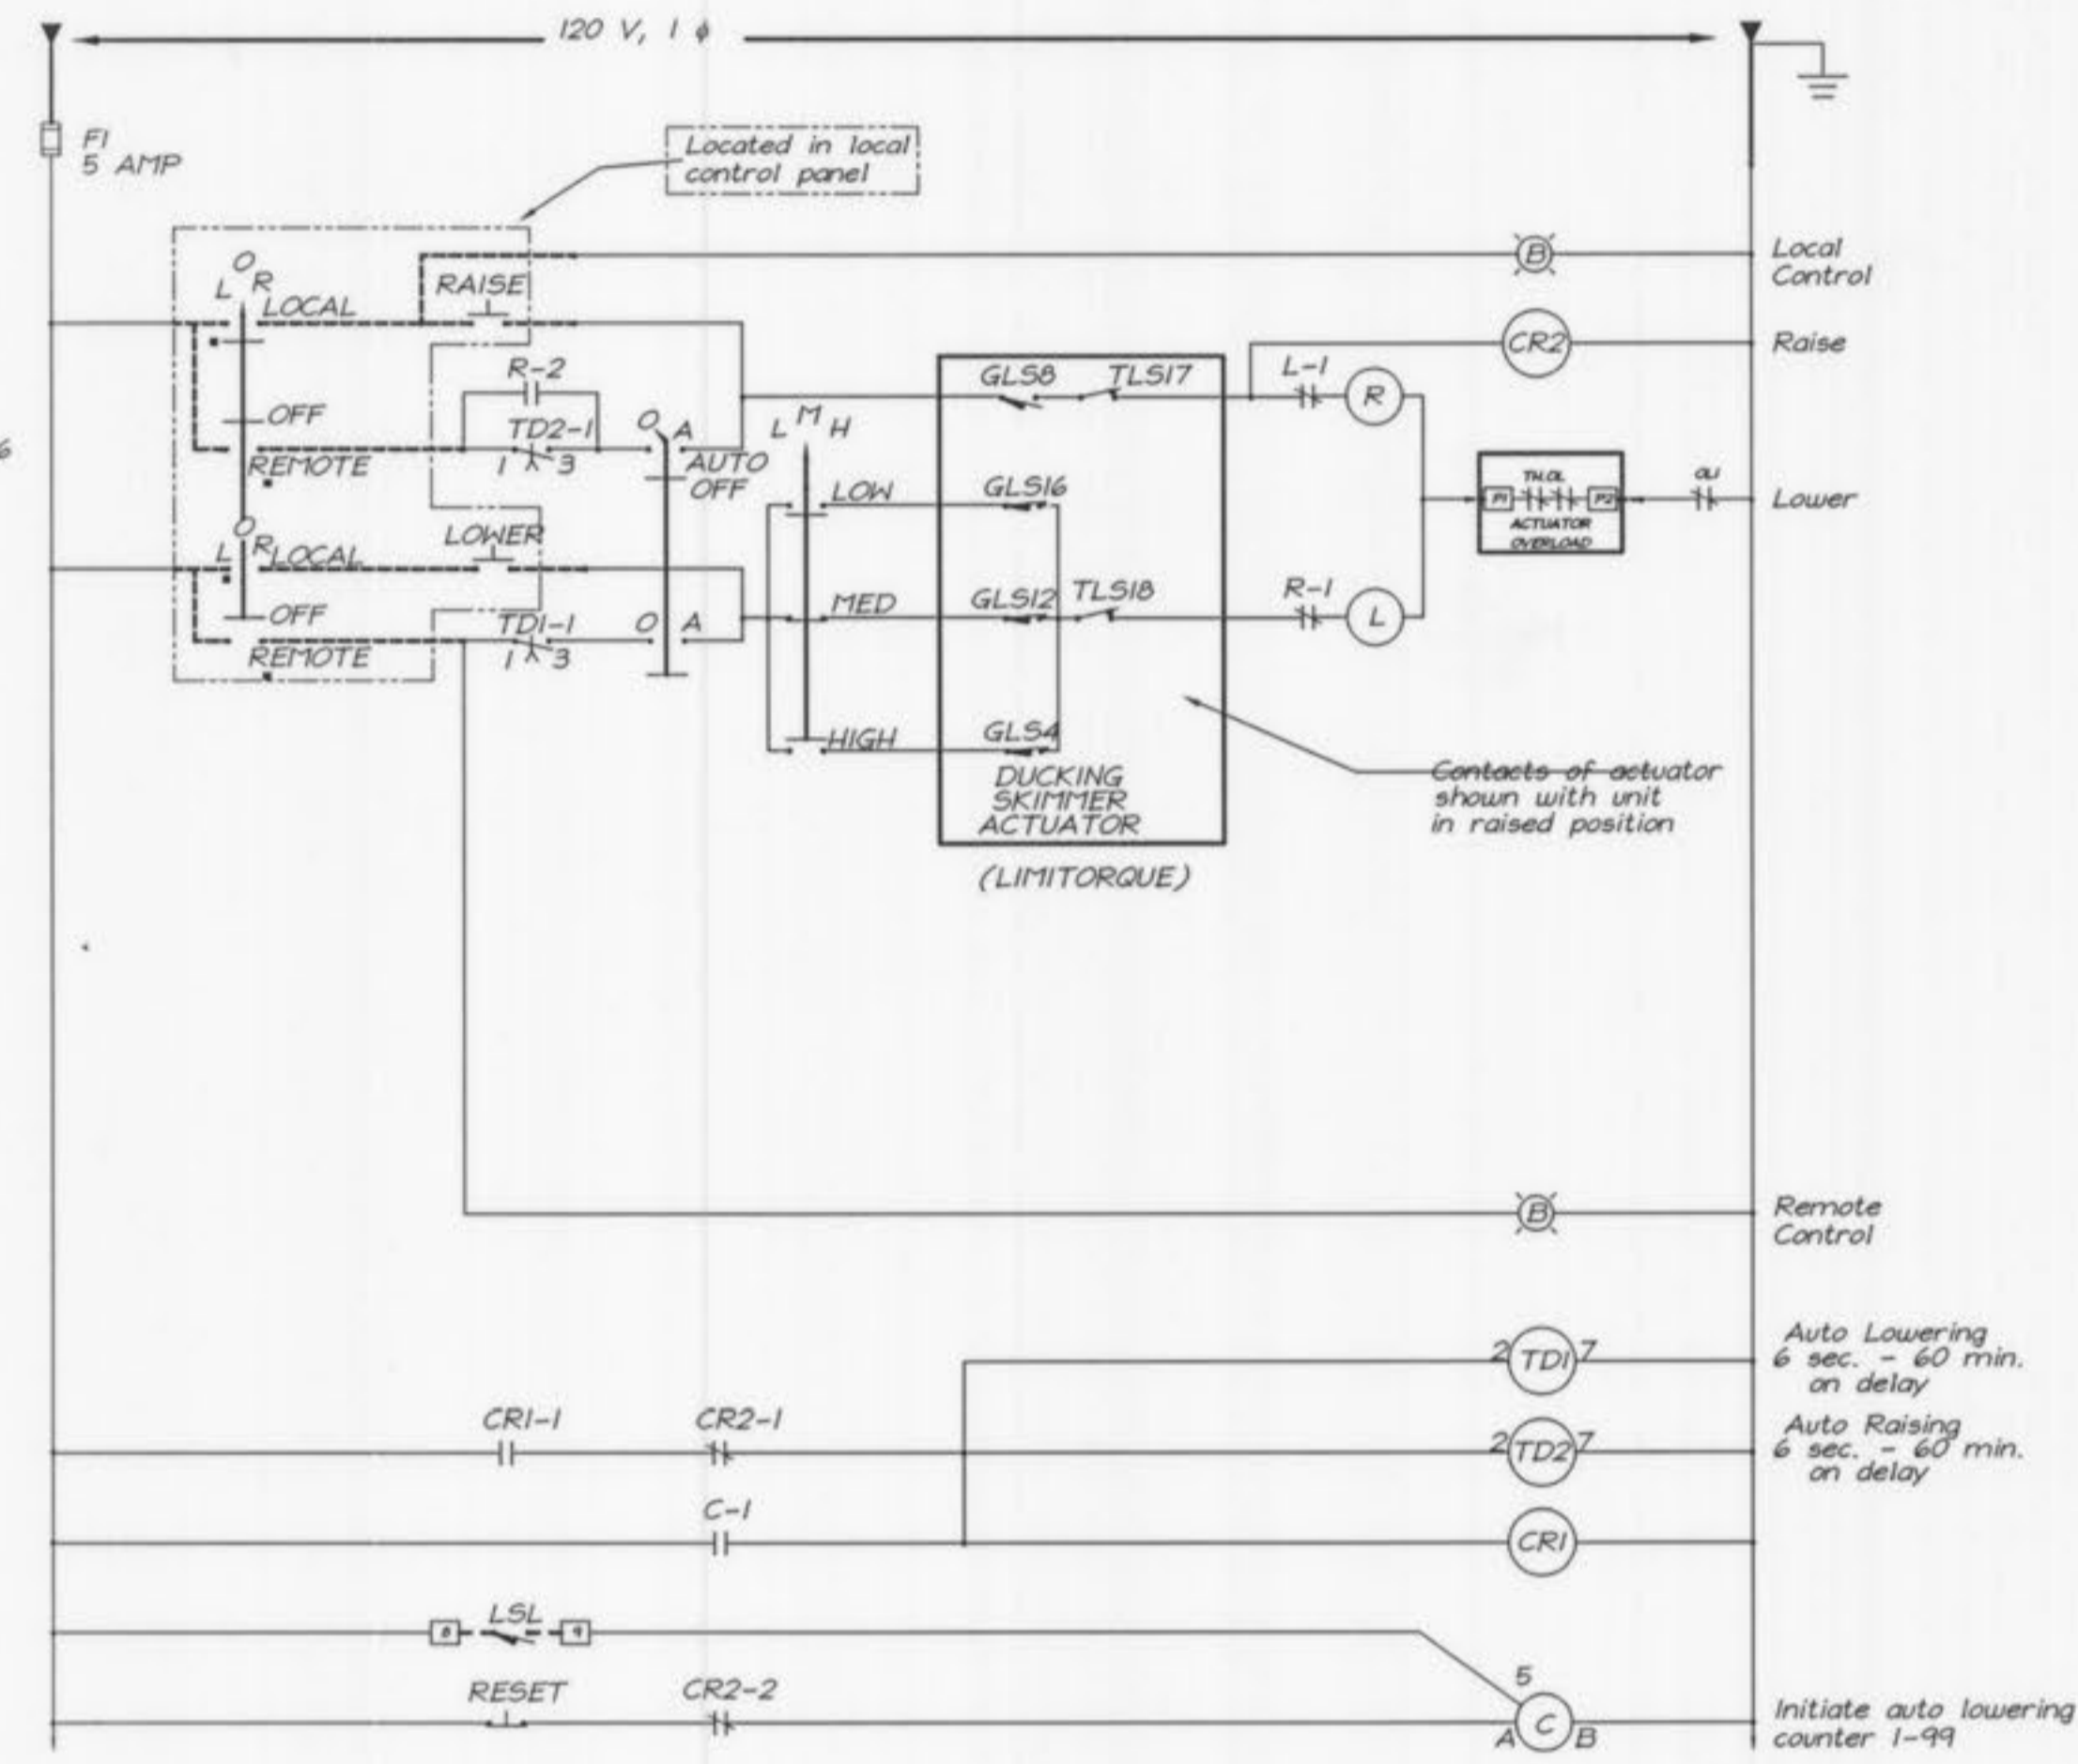 120 V, 1 ϕ
F1
5 AMP
Located in local
control panel
O
L R
LOCAL
RAISE
B
Local
Control
CR2
Raise
R-2
GLS8
TLS17
L-1
R
OFF
TD2-1
1 3
REMOTE
O A
AUTO
OFF
L M H
LOW
GLS16
TH.OL
P1
P2
ACTUATOR
OVERLOAD
Lower
6
O
L R
LOCAL
LOWER
OFF
TD1-1
1 3
REMOTE
O A
MED
GLS12
TLS18
R-1
L
HIGH
GLS4
DUCKING
SKIMMER
ACTUATOR
(LIMITORQUE)
Contacts of actuator
shown with unit
in raised position
B
Remote
Control
2 TD1 7
Auto Lowering
6 sec. - 60 min.
on delay
CR1-1
CR2-1
2 TD2 7
Auto Raising
6 sec. - 60 min.
on delay
C-1
CR1
LSL
9
5
RESET
CR2-2
A C B
Initiate auto lowering
counter 1-99